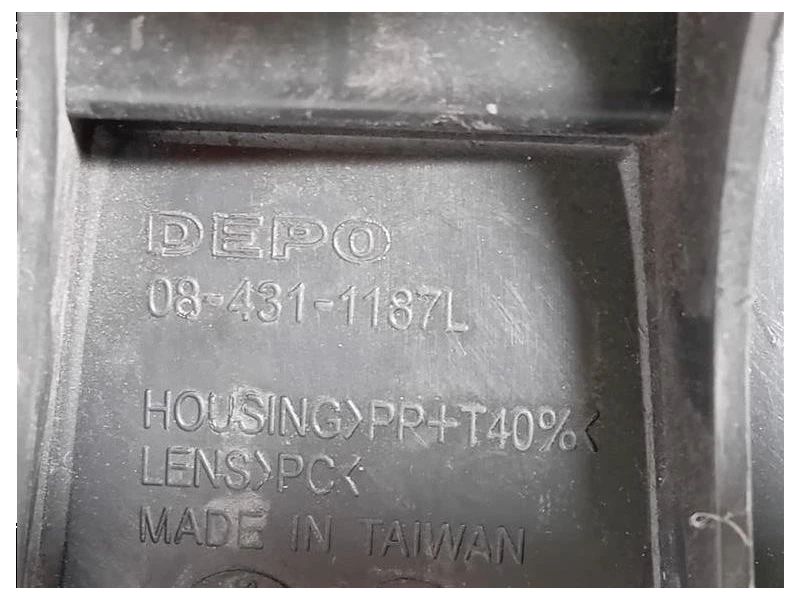 DEPO
08-431-1187L
HOUSING>PP+T40%<
LENS>PC<
MADE IN TAIWAN